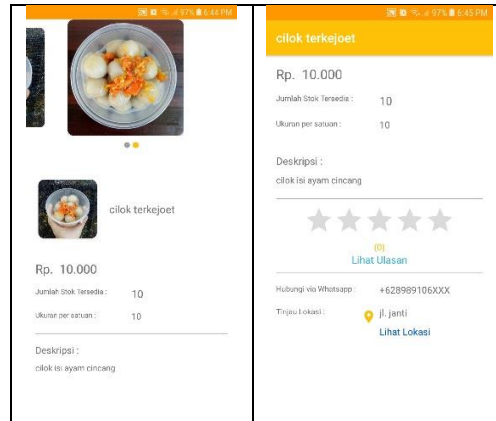 97% 6:44 PM
cilok terkejoet
Rp. 10.000
Jumlah Stok Tersedia : 10
Ukuran per satuan : 10
Deskripsi :
cilok isi ayam cincang
97% 6:45 PM
cilok terkejoet
Rp. 10.000
Jumlah Stok Tersedia : 10
Ukuran per satuan : 10
Deskripsi :
cilok isi ayam cincang
(0)
Lihat Ulasan
Hubungi via Whatsapp : +628989106XXX
Tinjau Lokasi : jl. janti
Lihat Lokasi